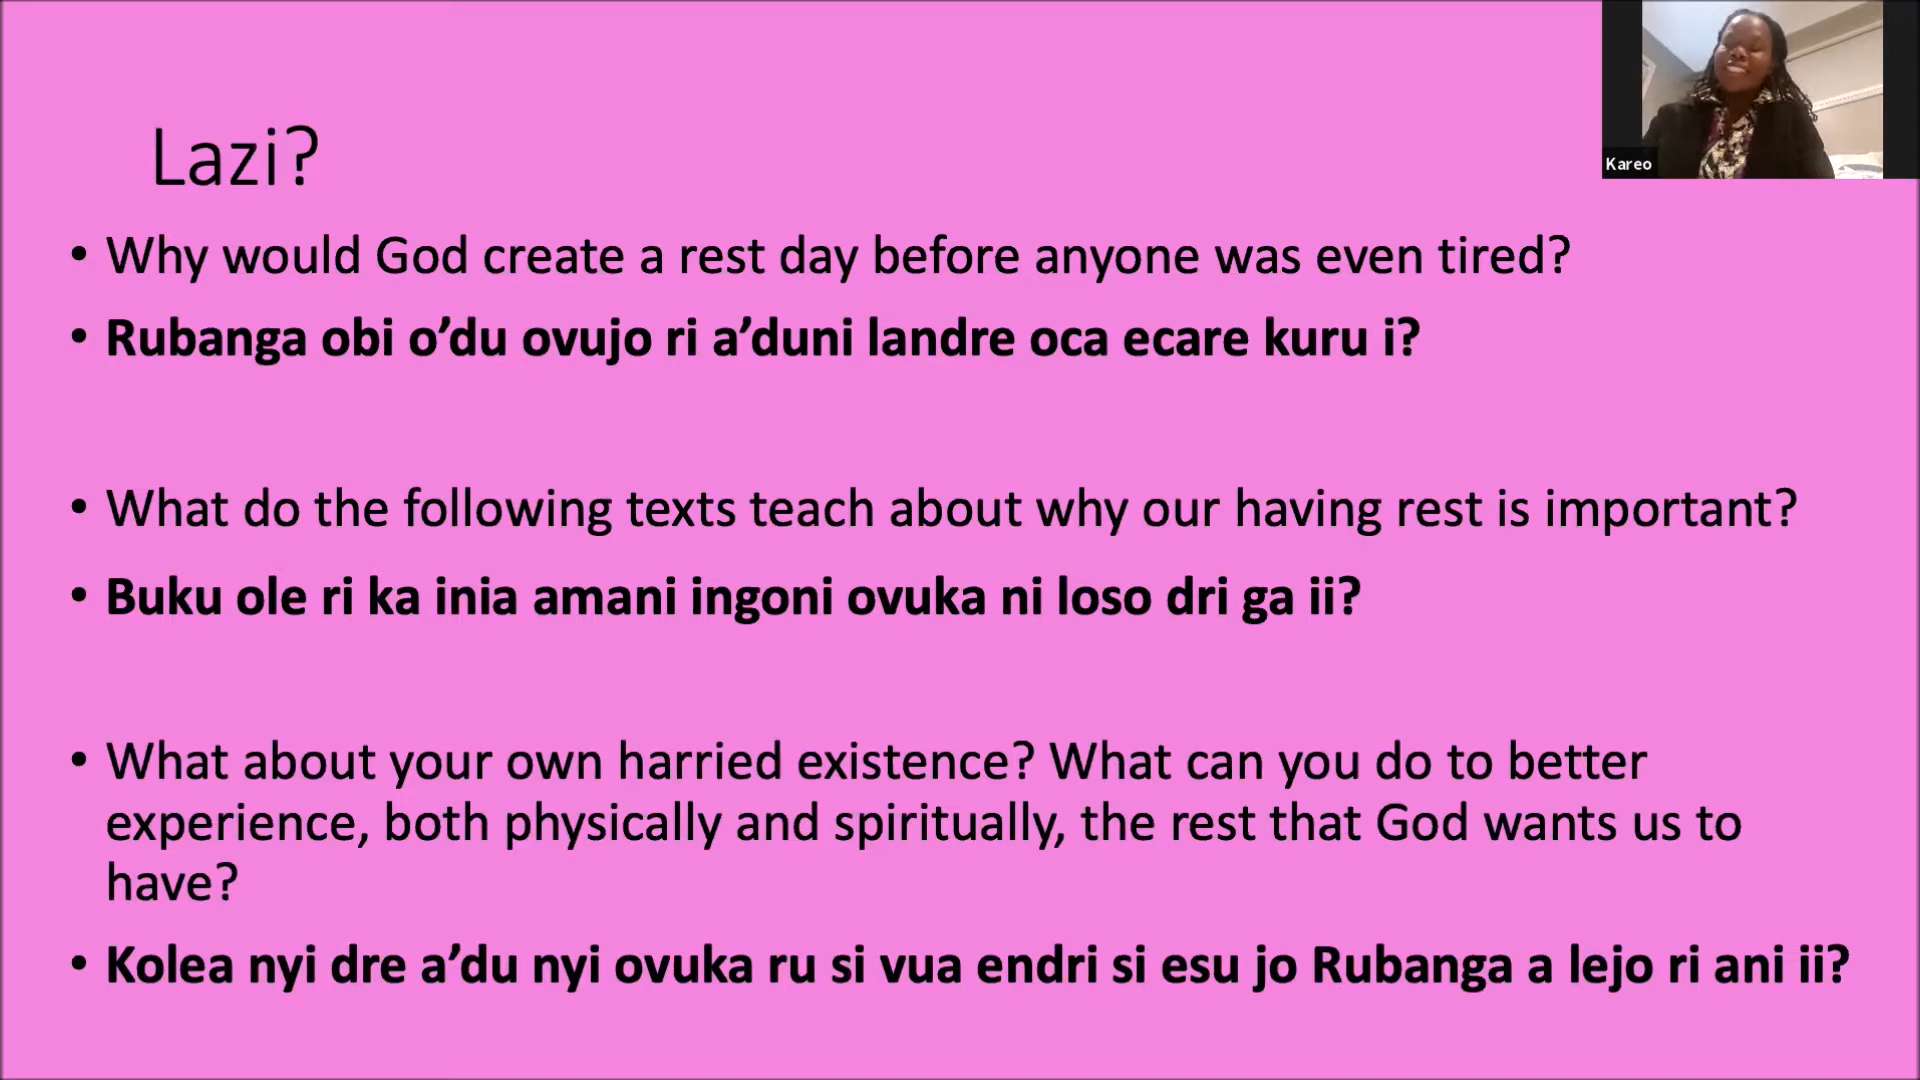 Kareo
Lazi?
• Why would God create a rest day before anyone was even tired?
• Rubanga obi o’du ovujo ri a’duni landre oca ecare kuru i?
• What do the following texts teach about why our having rest is important?
• Buku ole ri ka inia amani ingoni ovuka ni loso dri ga ii?
• What about your own harried existence? What can you do to better
experience, both physically and spiritually, the rest that God wants us to
have?
• Kolea nyi dre a’du nyi ovuka ru si vua endri si esu jo Rubanga a lejo ri ani ii?